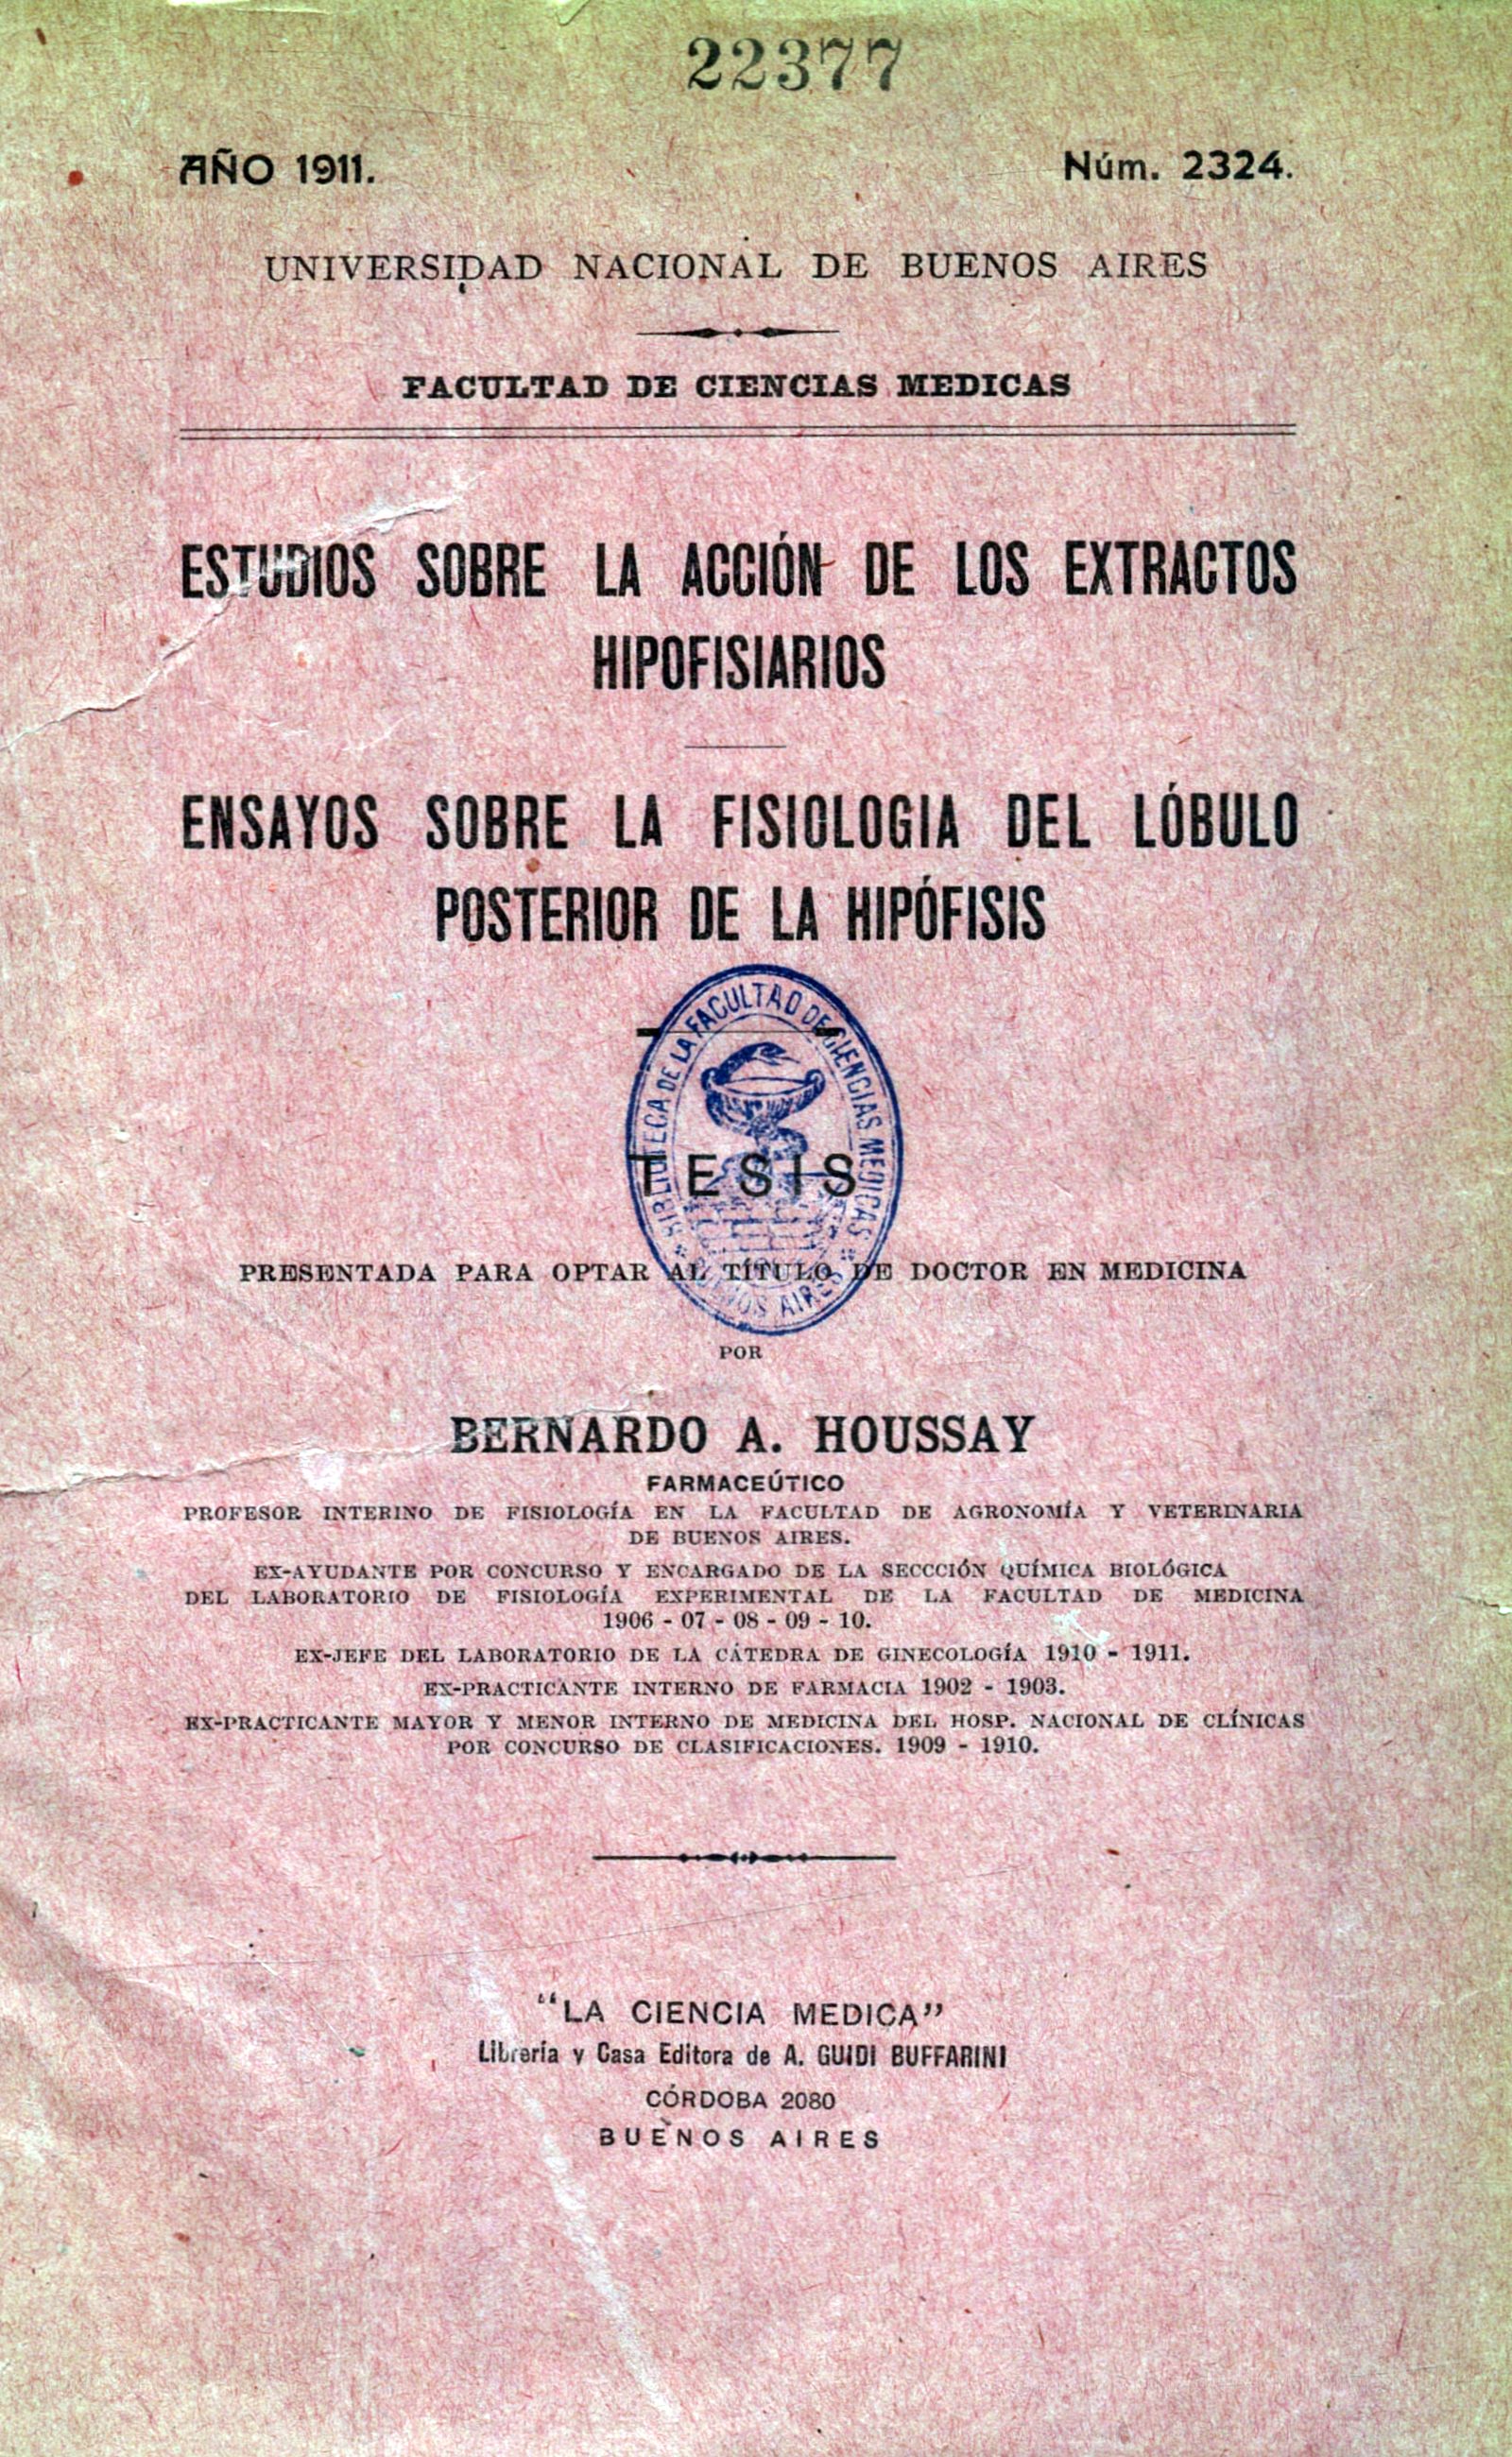 22377
AÑO 1911.
Núm. 2324.
UNIVERSIDAD NACIONAL DE BUENOS AIRES
FACULTAD DE CIENCIAS MEDICAS
ESTUDIOS SOBRE LA ACCIÓN DE LOS EXTRACTOS
HIPOFISIARIOS
ENSAYOS SOBRE LA FISIOLOGIA DEL LÓBULO
POSTERIOR DE LA HIPÓFISIS
BIBLIOTECA DE LA FACULTAD DE CIENCIAS MEDICAS
BUENOS AIRES
TESIS
PRESENTADA PARA OPTAR AL TÍTULO DE DOCTOR EN MEDICINA
POR
BERNARDO A. HOUSSAY
FARMACEÚTICO
PROFESOR INTERINO DE FISIOLOGÍA EN LA FACULTAD DE AGRONOMÍA Y VETERINARIA
DE BUENOS AIRES.
EX-AYUDANTE POR CONCURSO Y ENCARGADO DE LA SECCCIÓN QUÍMICA BIOLÓGICA
DEL LABORATORIO DE FISIOLOGÍA EXPERIMENTAL DE LA FACULTAD DE MEDICINA
1906 - 07 - 08 - 09 - 10.
EX-JEFE DEL LABORATORIO DE LA CÁTEDRA DE GINECOLOGÍA 1910 - 1911.
EX-PRACTICANTE INTERNO DE FARMACIA 1902 - 1903.
EX-PRACTICANTE MAYOR Y MENOR INTERNO DE MEDICINA DEL HOSP. NACIONAL DE CLÍNICAS
POR CONCURSO DE CLASIFICACIONES. 1909 - 1910.
"LA CIENCIA MEDICA"
Librería y Casa Editora de A. GUIDI BUFFARINI
CÓRDOBA 2080
BUENOS AIRES